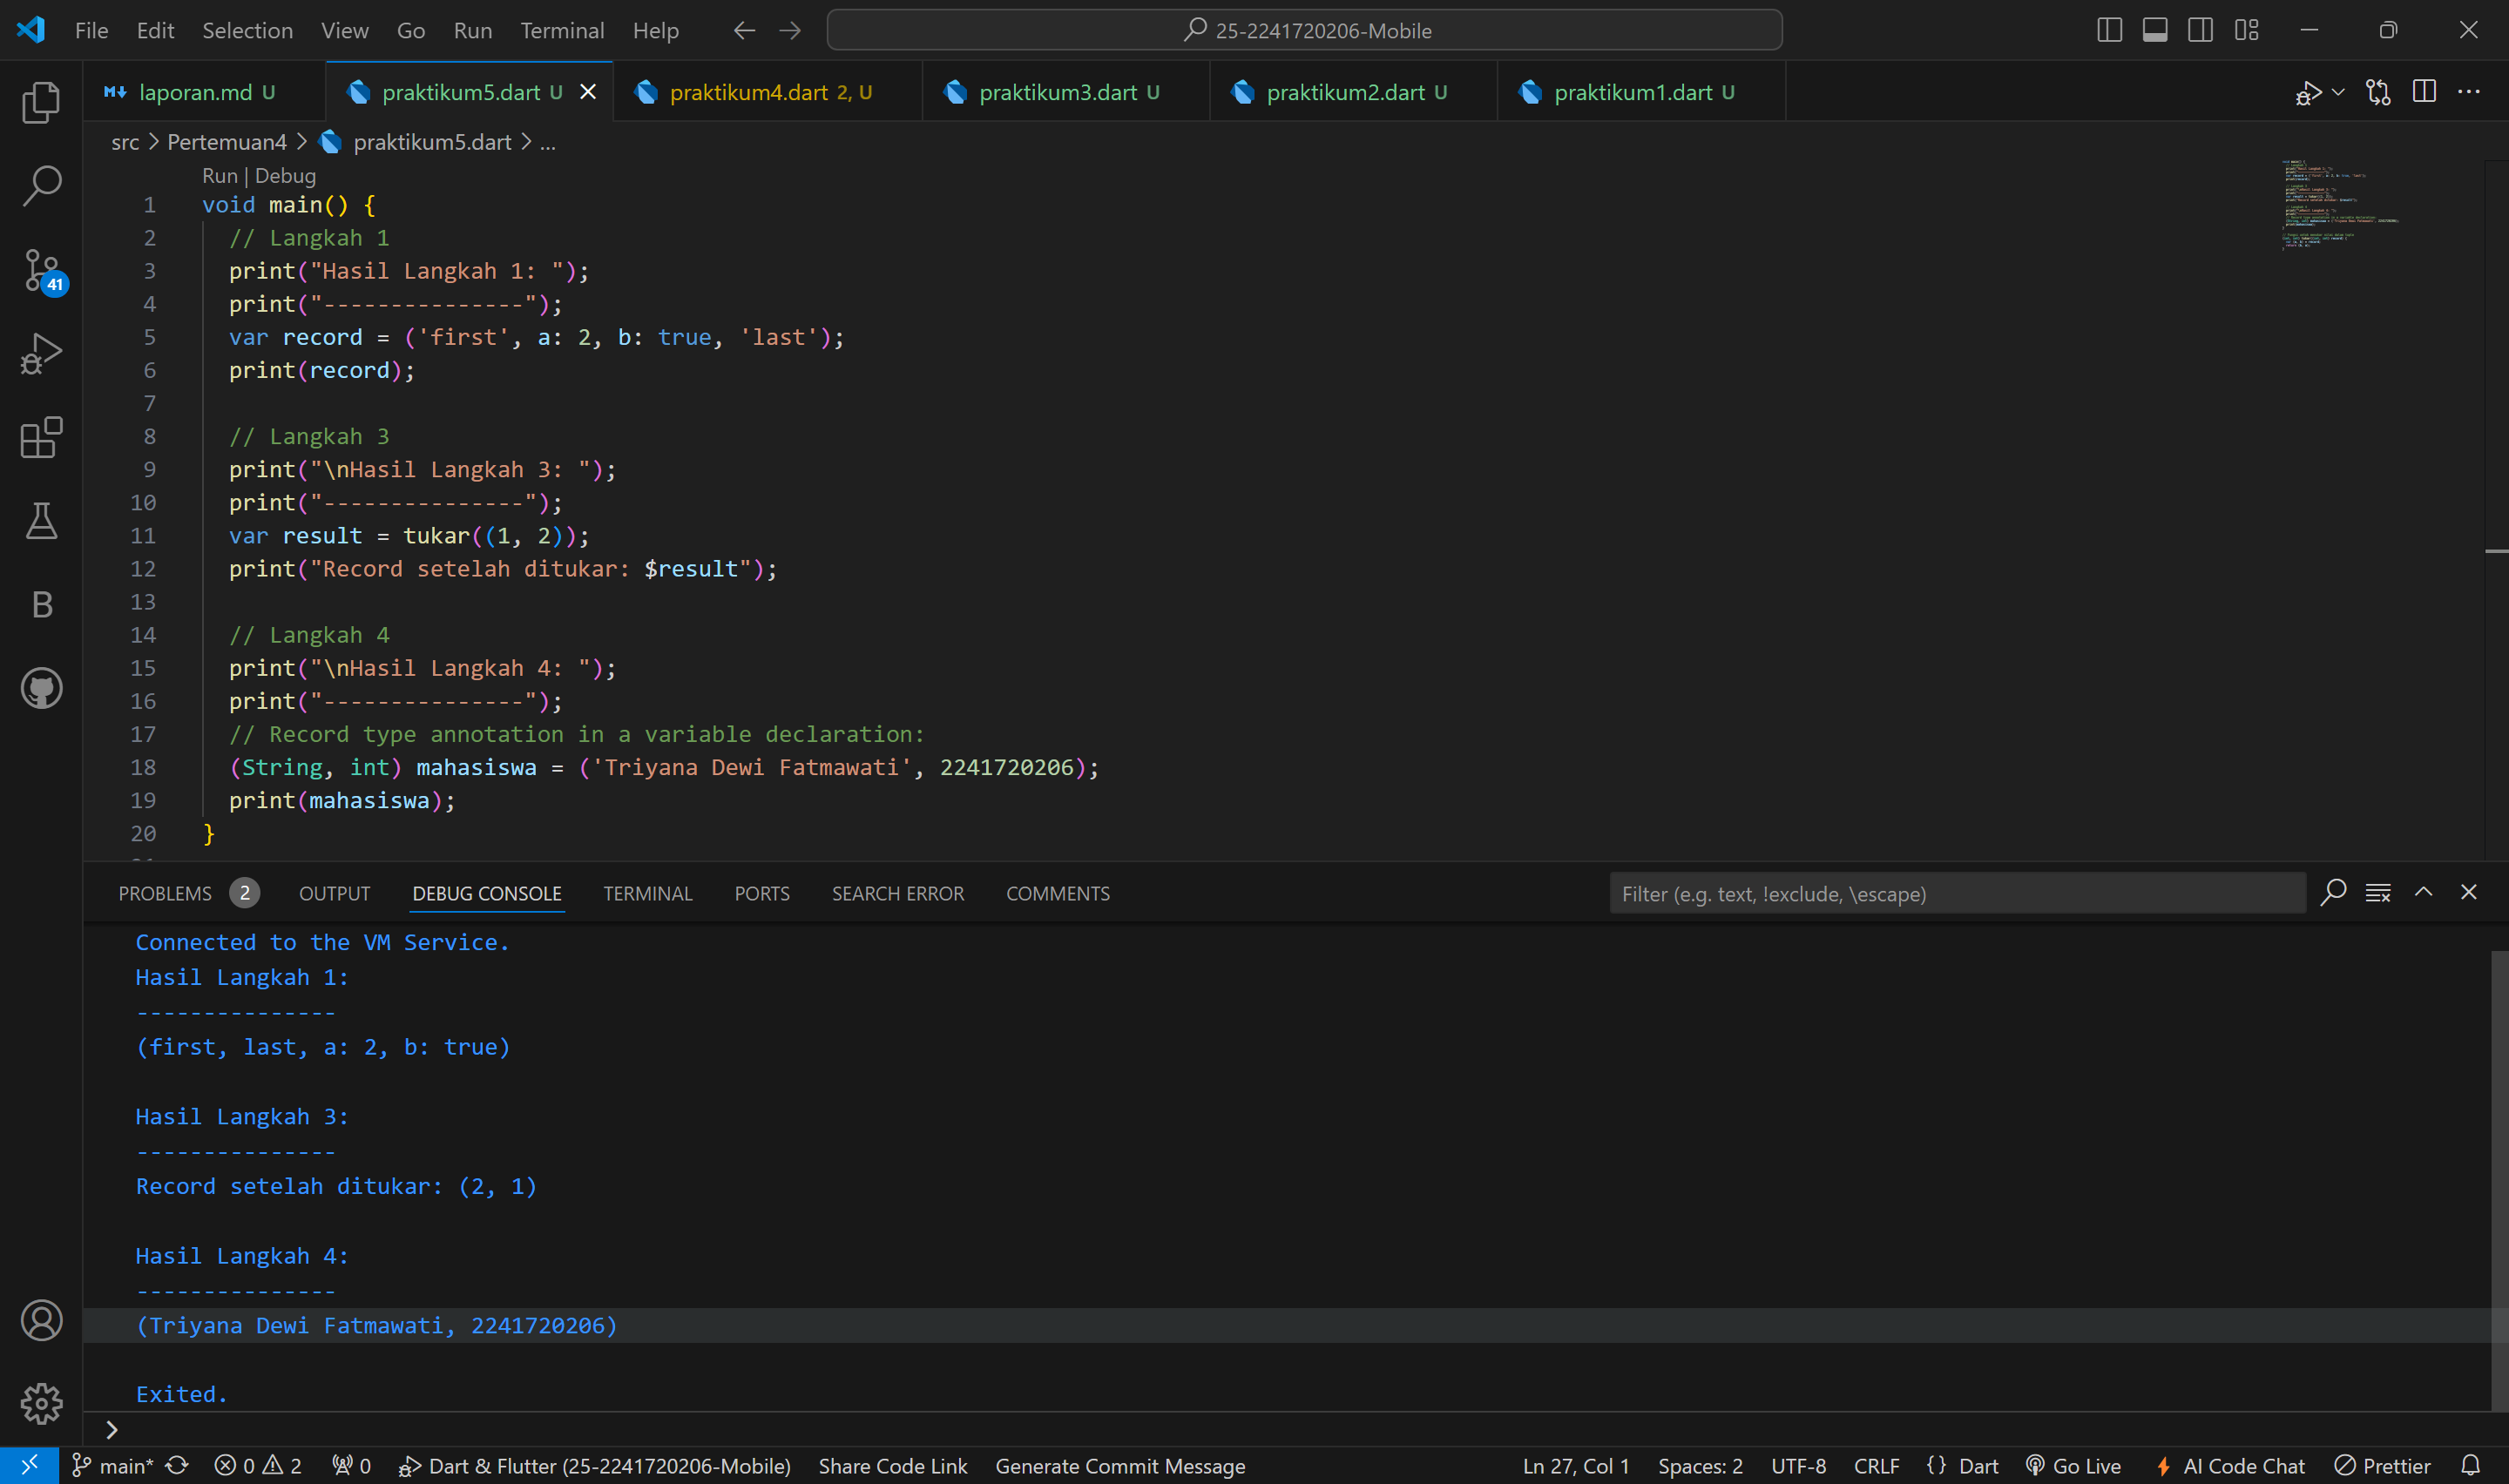 File Edit Selection View Go Run Terminal Help 25-2241720206-Mobile
laporan.md U praktikum5.dart U praktikum4.dart 2, U praktikum3.dart U praktikum2.dart U praktikum1.dart U
src > Pertemuan4 > praktikum5.dart > ...
Run | Debug
1 void main() {
2 // Langkah 1
3 print("Hasil Langkah 1: ");
4 print("---------------");
5 var record = ('first', a: 2, b: true, 'last');
6 print(record);
7
8 // Langkah 3
9 print("\nHasil Langkah 3: ");
10 print("---------------");
11 var result = tukar((1, 2));
12 print("Record setelah ditukar: $result");
13
14 // Langkah 4
15 print("\nHasil Langkah 4: ");
16 print("---------------");
17 // Record type annotation in a variable declaration:
18 (String, int) mahasiswa = ('Triyana Dewi Fatmawati', 2241720206);
19 print(mahasiswa);
20 }
41
B
PROBLEMS 2 OUTPUT DEBUG CONSOLE TERMINAL PORTS SEARCH ERROR COMMENTS Filter (e.g. text, !exclude, \escape)
Connected to the VM Service.
Hasil Langkah 1:
---------------
(first, last, a: 2, b: true)
Hasil Langkah 3:
---------------
Record setelah ditukar: (2, 1)
Hasil Langkah 4:
---------------
(Triyana Dewi Fatmawati, 2241720206)
Exited.
main* 0 2 0 Dart & Flutter (25-2241720206-Mobile) Share Code Link Generate Commit Message Ln 27, Col 1 Spaces: 2 UTF-8 CRLF {} Dart Go Live AI Code Chat Prettier